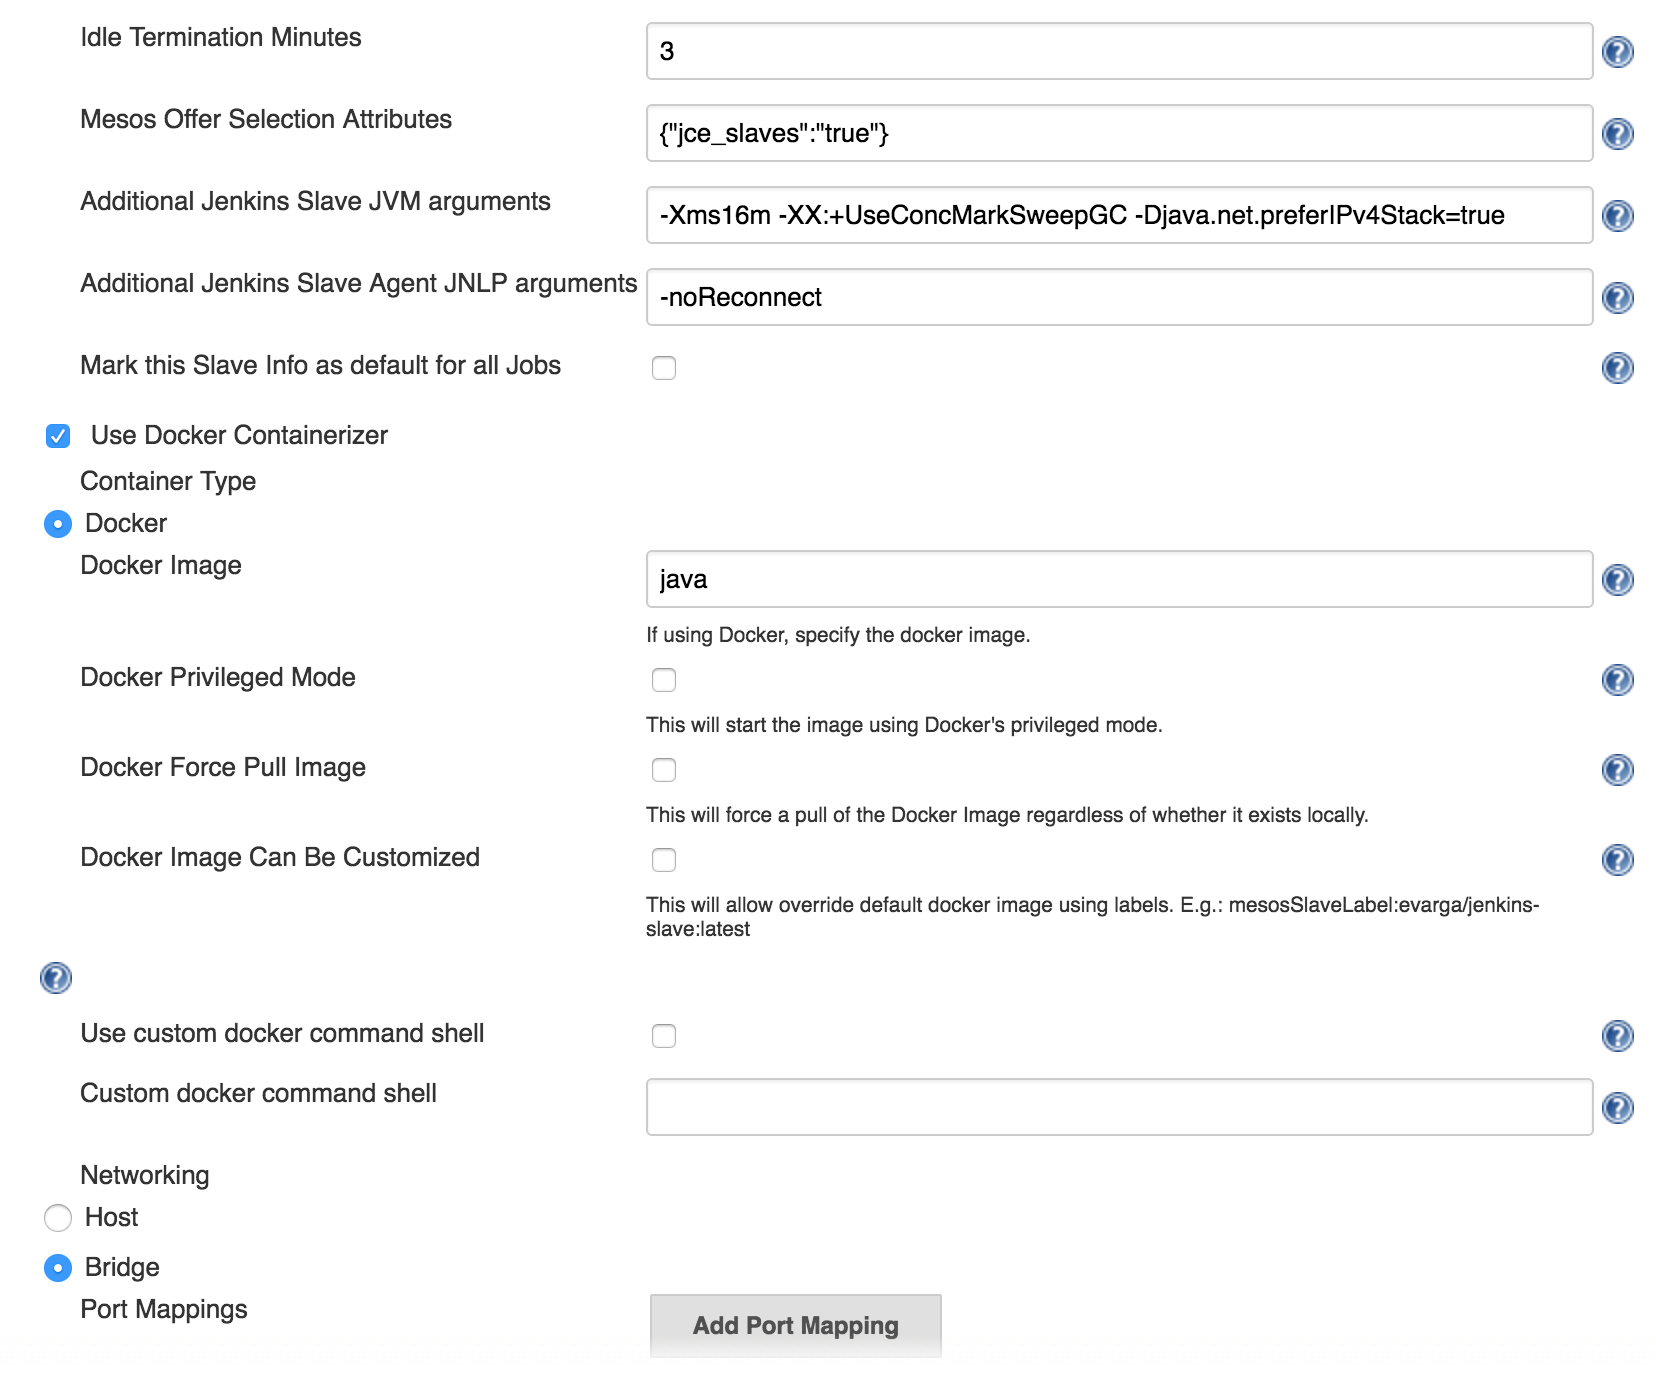 Idle Termination Minutes
3
Mesos Offer Selection Attributes
{"jce_slaves":"true"}
Additional Jenkins Slave JVM arguments
-Xms16m -XX:+UseConcMarkSweepGC -Djava.net.preferIPv4Stack=true
Additional Jenkins Slave Agent JNLP arguments
-noReconnect
Mark this Slave Info as default for all Jobs
Use Docker Containerizer
Container Type
Docker
Docker Image
java
If using Docker, specify the docker image.
Docker Privileged Mode
This will start the image using Docker's privileged mode.
Docker Force Pull Image
This will force a pull of the Docker Image regardless of whether it exists locally.
Docker Image Can Be Customized
This will allow override default docker image using labels. E.g.: mesosSlaveLabel:evarga/jenkins-
slave:latest
Use custom docker command shell
Custom docker command shell
Networking
Host
Bridge
Port Mappings
Add Port Mapping